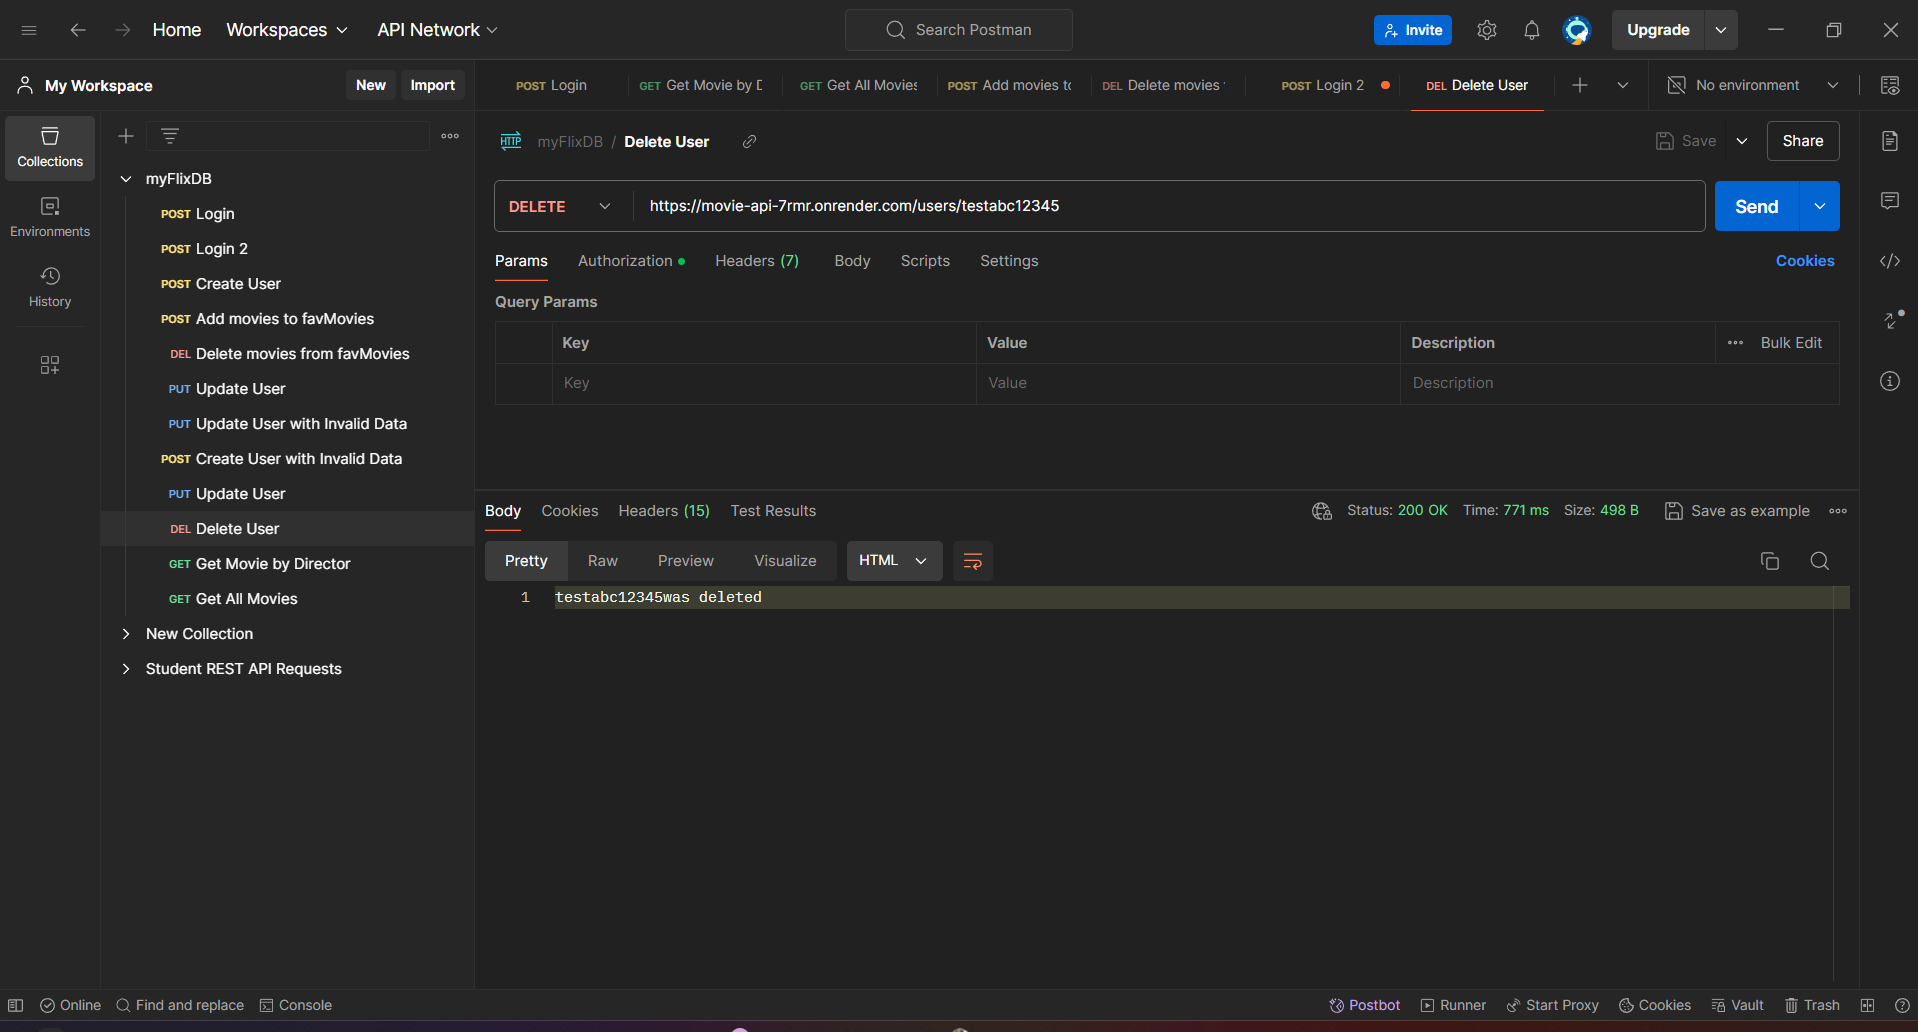 Home Workspaces API Network Search Postman Invite Upgrade
My Workspace New Import
POST Login GET Get Movie by D GET Get All Movies POST Add movies to DEL Delete movies POST Login 2 DEL Delete User No environment
Collections
Environments
History
myFlixDB
POST Login
POST Login 2
POST Create User
POST Add movies to favMovies
DEL Delete movies from favMovies
PUT Update User
PUT Update User with Invalid Data
POST Create User with Invalid Data
PUT Update User
DEL Delete User
GET Get Movie by Director
GET Get All Movies
New Collection
Student REST API Requests
HTTP myFlixDB / Delete User Save Share
DELETE https://movie-api-7rmr.onrender.com/users/testabc12345 Send
Params Authorization Headers (7) Body Scripts Settings Cookies
Query Params
Key Value Description Bulk Edit
Key Value Description
Body Cookies Headers (15) Test Results Status: 200 OK Time: 771 ms Size: 498 B Save as example
Pretty Raw Preview Visualize HTML
1 testabc12345was deleted
Online Find and replace Console Postbot Runner Start Proxy Cookies Vault Trash